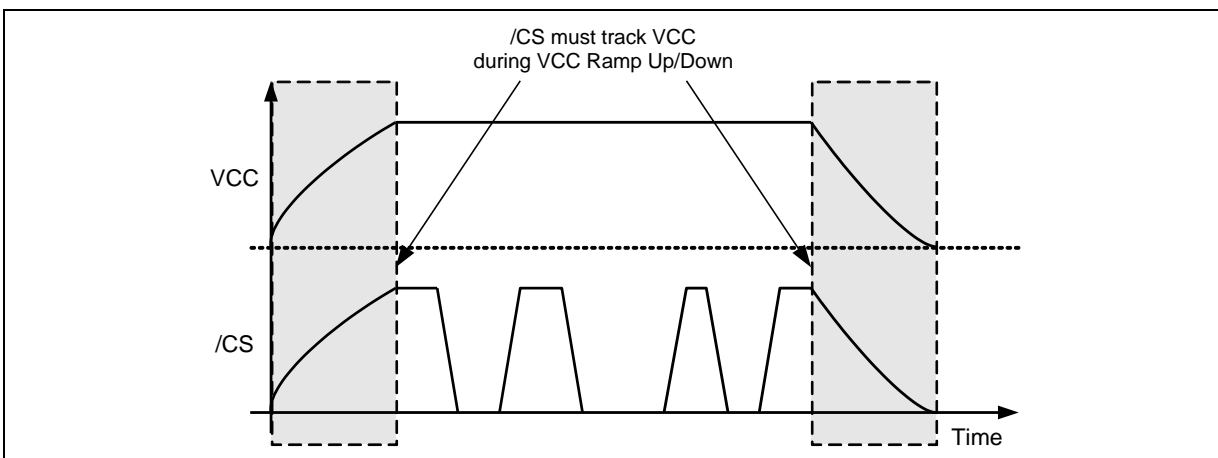 /CS must track VCC
during VCC Ramp Up/Down
VCC
/CS
Time